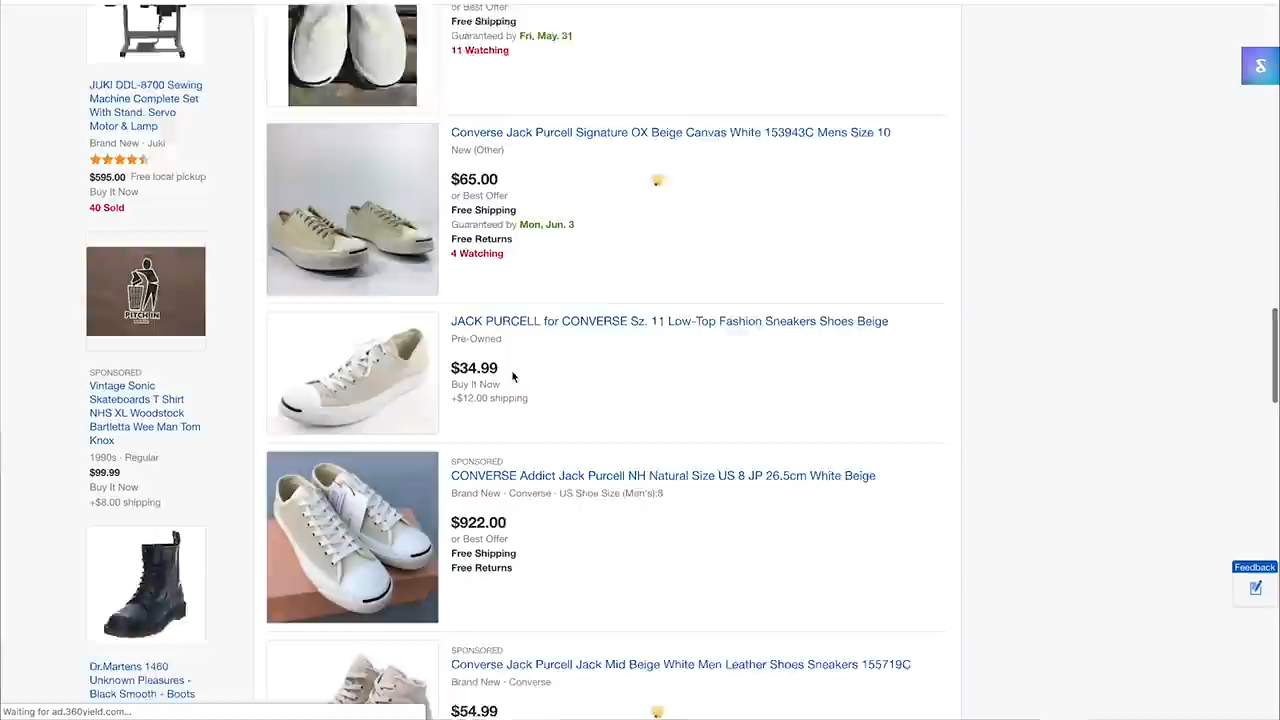 JUKI DDL-8700 Sewing
Machine Complete Set
With Stand. Servo
Motor & Lamp
Brand New · Juki
$595.00 Free local pickup
Buy It Now
40 Sold
PITCH IN
SPONSORED
Vintage Sonic
Skateboards T Shirt
NHS XL Woodstock
Bartletta Wee Man Tom
Knox
1990s · Regular
$99.99
Buy It Now
+$8.00 shipping
Dr.Martens 1460
Unknown Pleasures -
Black Smooth - Boots
or Best Offer
Free Shipping
Guaranteed by Fri, May. 31
11 Watching
Converse Jack Purcell Signature OX Beige Canvas White 153943C Mens Size 10
New (Other)
$65.00
or Best Offer
Free Shipping
Guaranteed by Mon, Jun. 3
Free Returns
4 Watching
JACK PURCELL for CONVERSE Sz. 11 Low-Top Fashion Sneakers Shoes Beige
Pre-Owned
$34.99
Buy It Now
+$12.00 shipping
SPONSORED
CONVERSE Addict Jack Purcell NH Natural Size US 8 JP 26.5cm White Beige
Brand New · Converse · US Shoe Size (Men's):8
$922.00
or Best Offer
Free Shipping
Free Returns
SPONSORED
Converse Jack Purcell Jack Mid Beige White Men Leather Shoes Sneakers 155719C
Brand New · Converse
$54.99
Feedback
Waiting for ad.360yield.com...